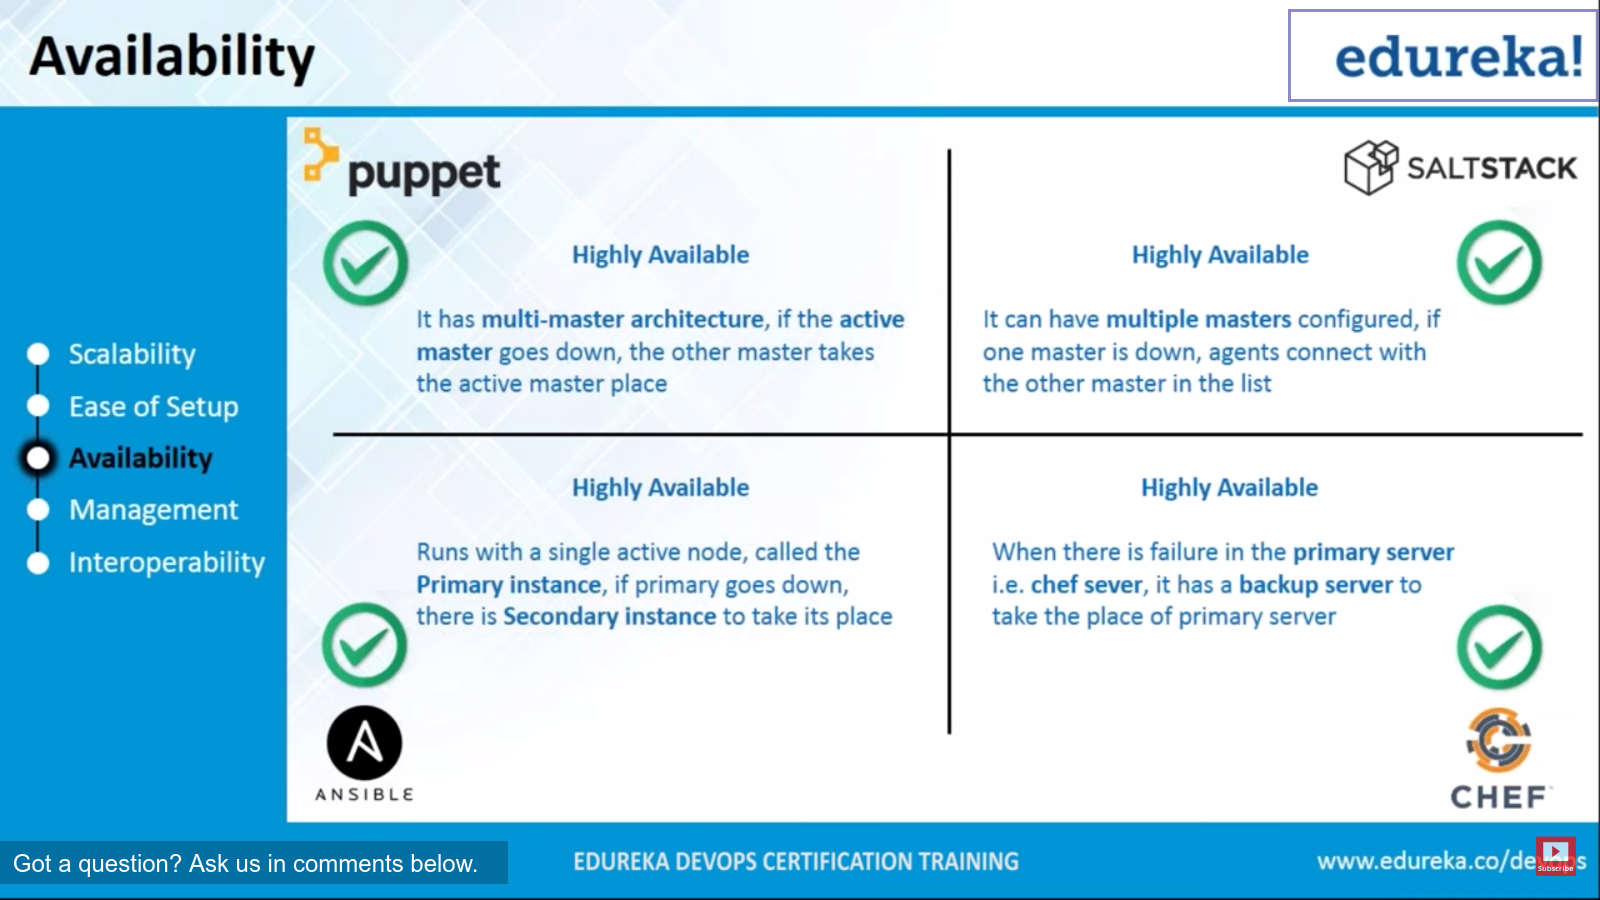 Availability
edureka!
Scalability
Ease of Setup
Availability
Management
Interoperability
puppet
Highly Available
It has multi-master architecture, if the active
master goes down, the other master takes
the active master place
SALTSTACK
Highly Available
It can have multiple masters configured, if
one master is down, agents connect with
the other master in the list
Highly Available
Runs with a single active node, called the
Primary instance, if primary goes down,
there is Secondary instance to take its place
ANSIBLE
Highly Available
When there is failure in the primary server
i.e. chef sever, it has a backup server to
take the place of primary server
CHEF
Got a question? Ask us in comments below.
EDUREKA DEVOPS CERTIFICATION TRAINING
www.edureka.co/devops
Subscribe